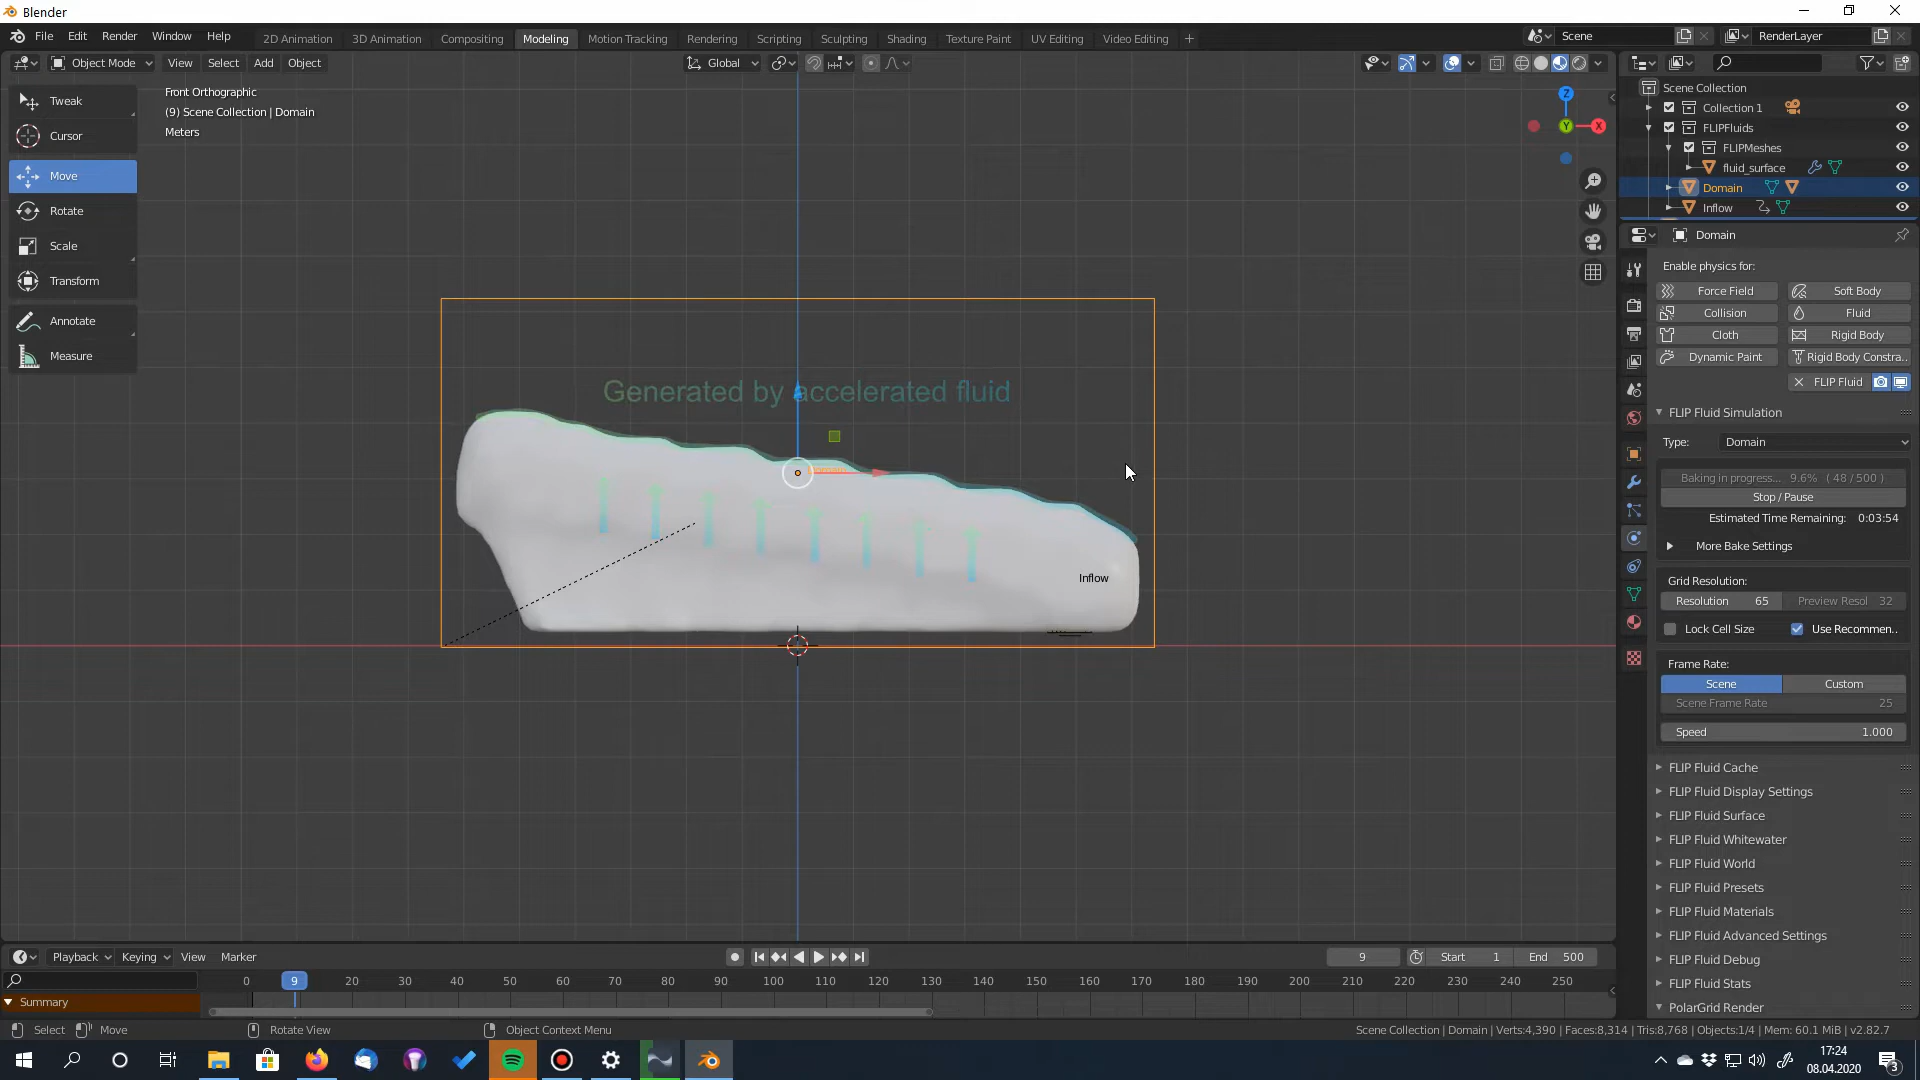 Blender
File Edit Render Window Help
2D Animation 3D Animation Compositing Modeling Motion Tracking Rendering Scripting Sculpting Shading Texture Paint UV Editing Video Editing +
Scene
RenderLayer
Object Mode View Select Add Object
Global
Tweak
Cursor
Move
Rotate
Scale
Transform
Annotate
Measure
Front Orthographic
(9) Scene Collection | Domain
Meters
Z
Y
X
Generated by accelerated fluid
Inflow
Scene Collection
Collection 1
FLIPFluids
FLIPMeshes
fluid_surface
Domain
Inflow
Domain
Enable physics for:
Force Field Soft Body
Collision Fluid
Cloth Rigid Body
Dynamic Paint Rigid Body Constra..
FLIP Fluid
FLIP Fluid Simulation
Type: Domain
Baking in progress... 9.6% ( 48 / 500 )
Stop / Pause
Estimated Time Remaining: 0:03:54
More Bake Settings
Grid Resolution:
Resolution 65 Preview Resol 32
Lock Cell Size Use Recommen..
Frame Rate:
Scene Custom
Scene Frame Rate 25
Speed 1.000
FLIP Fluid Cache
FLIP Fluid Display Settings
FLIP Fluid Surface
FLIP Fluid Whitewater
FLIP Fluid World
FLIP Fluid Presets
FLIP Fluid Materials
FLIP Fluid Advanced Settings
FLIP Fluid Debug
FLIP Fluid Stats
PolarGrid Render
Playback Keying View Marker
9 Start 1 End 500
0 9 20 30 40 50 60 70 80 90 100 110 120 130 140 150 160 170 180 190 200 210 220 230 240 250
Summary
Select Move Rotate View Object Context Menu
Scene Collection | Domain | Verts:4,390 | Faces:8,314 | Tris:8,768 | Objects:1/4 | Mem: 60.1 MiB | v2.82.7
17:24
08.04.2020
3